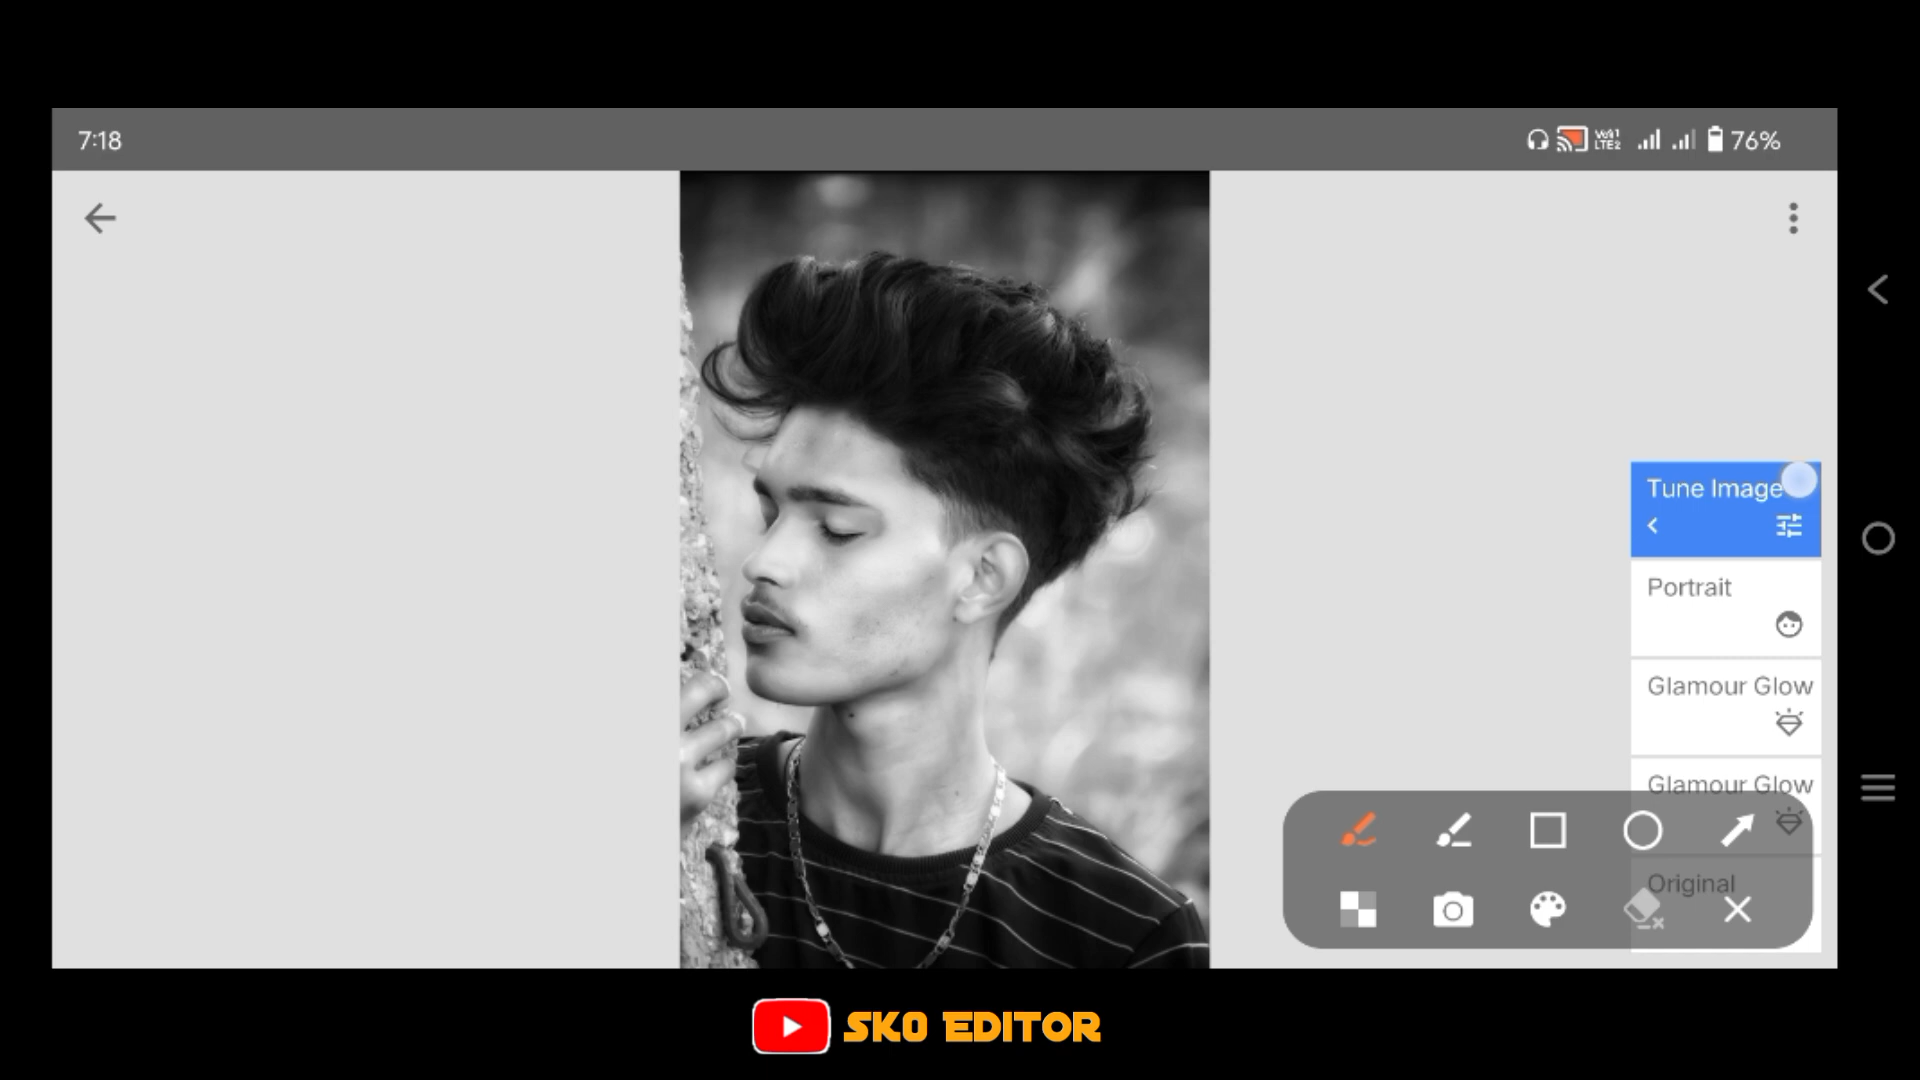 7:18
76%
Tune Image
Portrait
Glamour Glow
Glamour Glow
Original
SKO EDITOR